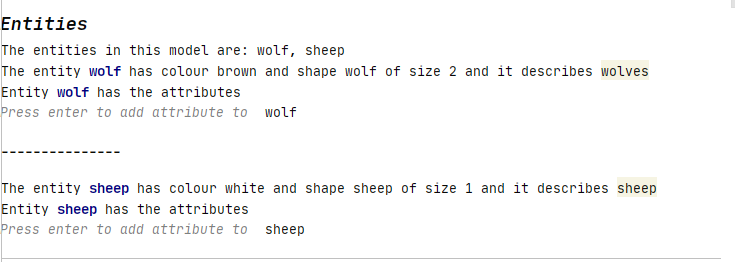 Entities
The entities in this model are: wolf, sheep
The entity wolf has colour brown and shape wolf of size 2 and it describes wolves
Entity wolf has the attributes
Press enter to add attribute to wolf
---------------
The entity sheep has colour white and shape sheep of size 1 and it describes sheep
Entity sheep has the attributes
Press enter to add attribute to sheep